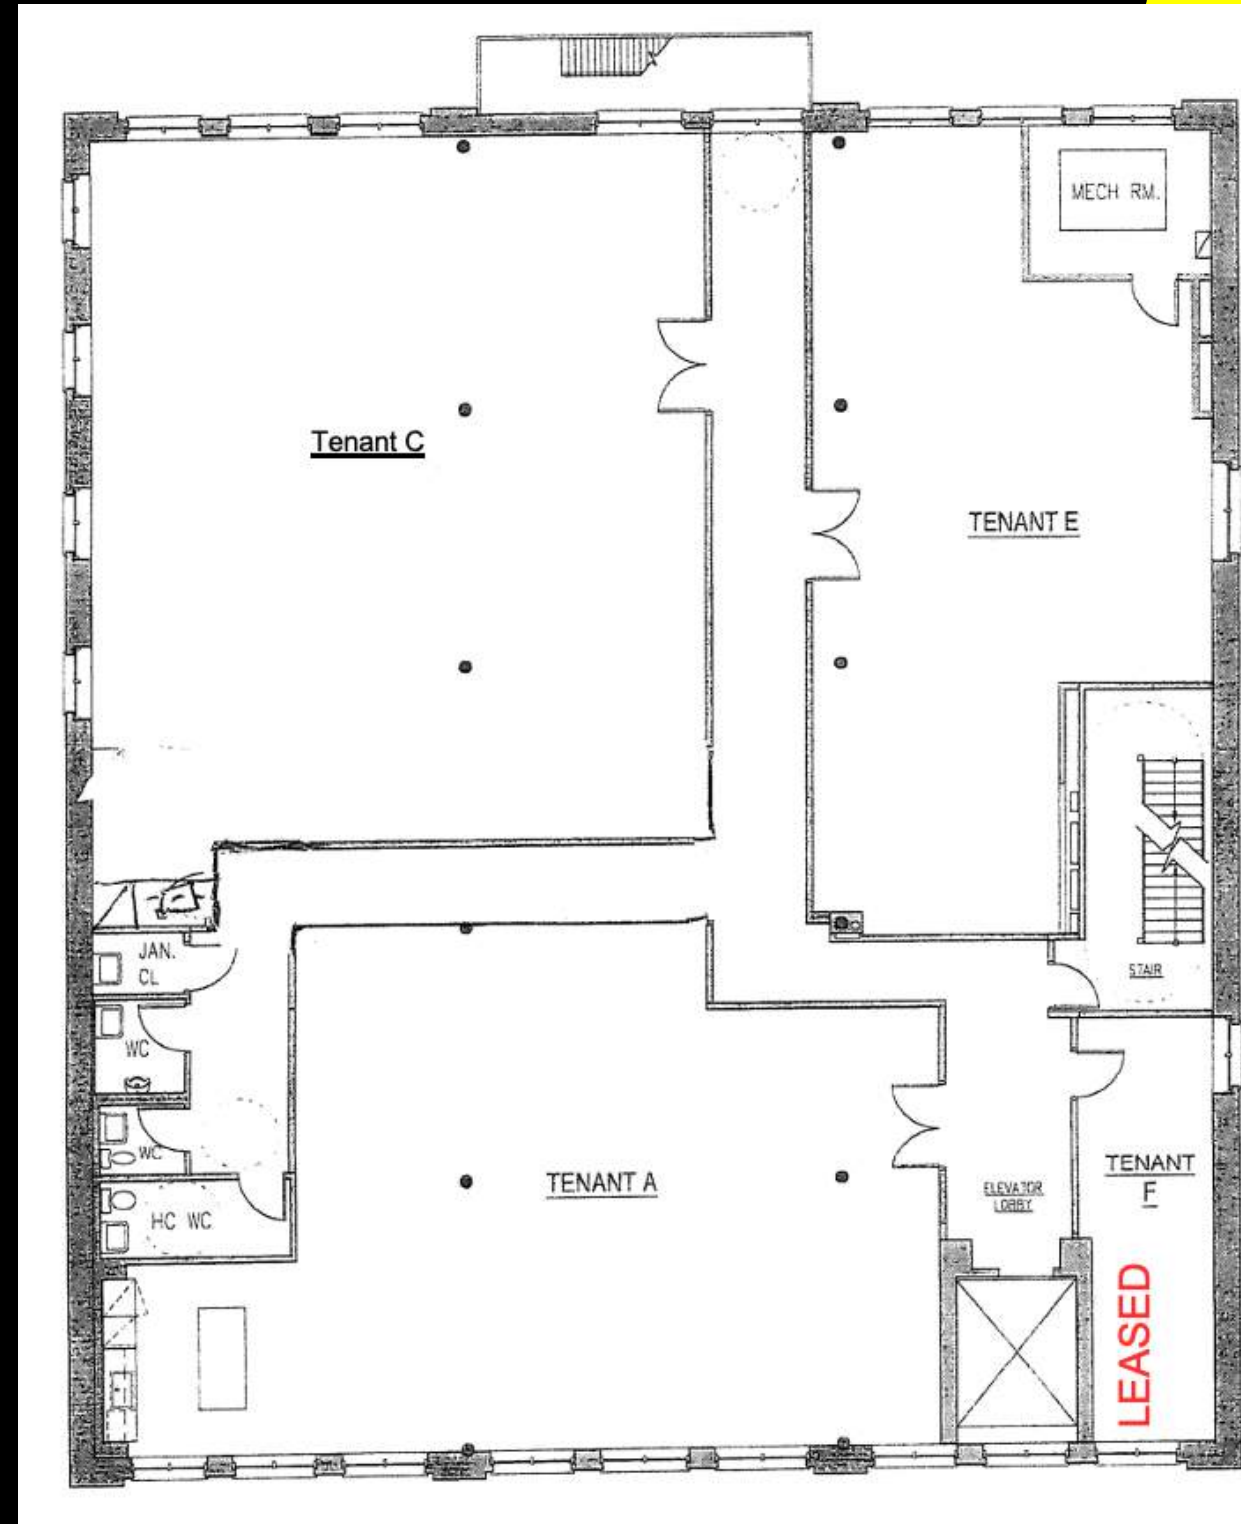 MECH RM.
Tenant C
TENANT E
JAN.
CL
STAIR
WC
WC
TENANT A
TENANT
F
ELEVATOR
LOBBY
HC WC
LEASED